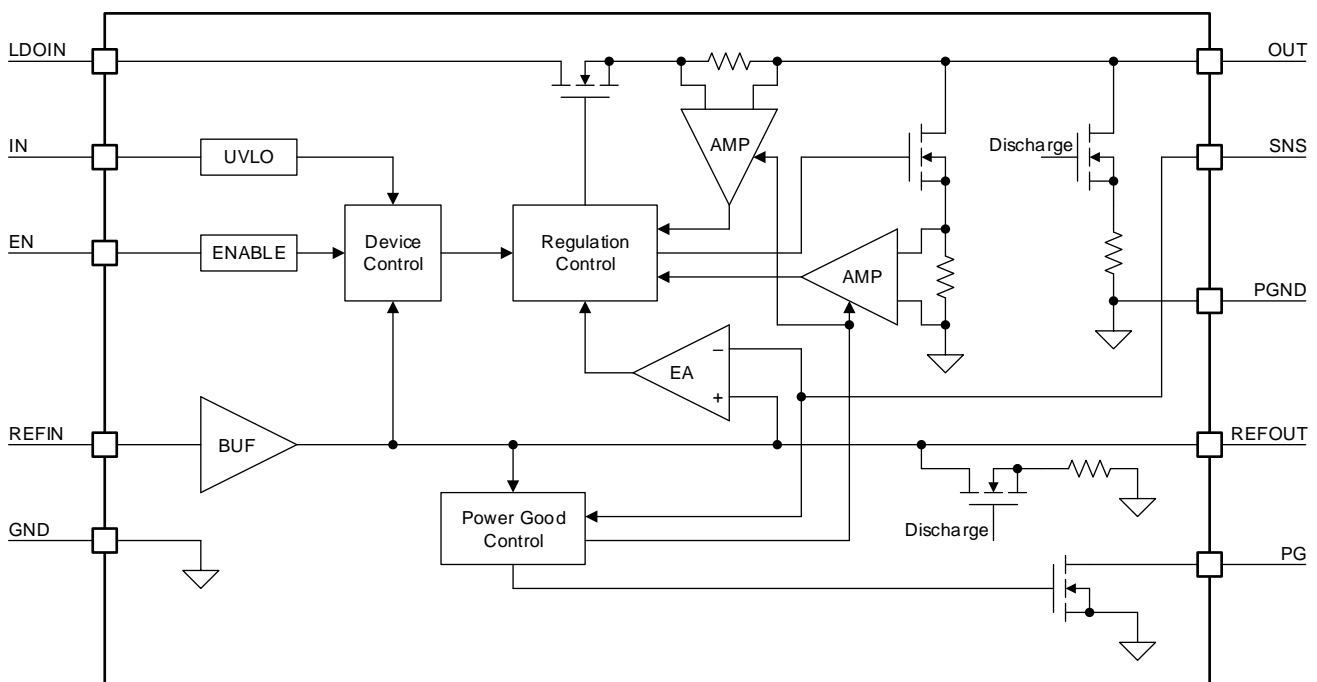 LDOIN
OUT
IN
UVLO
AMP
Discharge
SNS
EN
ENABLE
Device
Control
Regulation
Control
AMP
PGND
EA
−
+
REFIN
BUF
REFOUT
GND
Power Good
Control
Discharge
PG